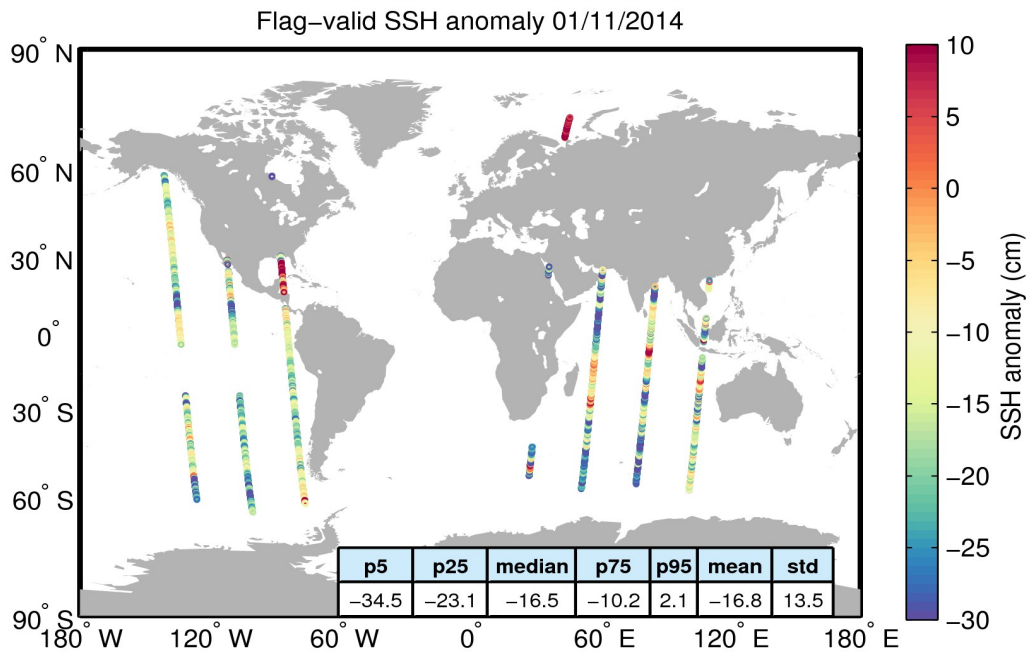 Flag−valid SSH anomaly 01/11/2014
90° N
60° N
30° N
0°
30° S
60° S
90° S
180° W
120° W
60° W
0°
60° E
120° E
180° E
p5 p25 median p75 p95 mean std
−34.5 −23.1 −16.5 −10.2 2.1 −16.8 13.5
10
5
0
−5
−10
−15
−20
−25
−30
SSH anomaly (cm)